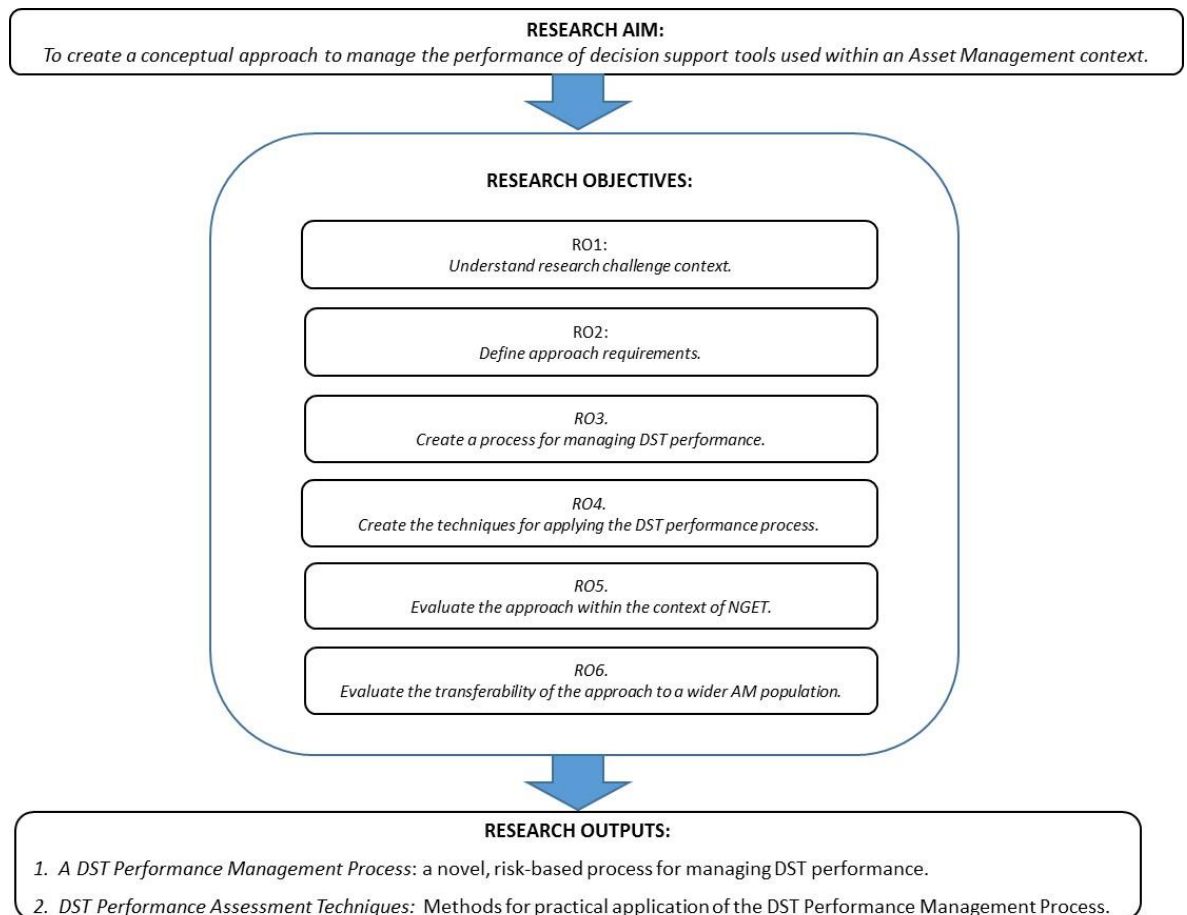 RESEARCH AIM:
To create a conceptual approach to manage the performance of decision support tools used within an Asset Management context.
RESEARCH OBJECTIVES:
RO1:
Understand research challenge context.
RO2:
Define approach requirements.
RO3.
Create a process for managing DST performance.
RO4.
Create the techniques for applying the DST performance process.
RO5.
Evaluate the approach within the context of NGET.
RO6.
Evaluate the transferability of the approach to a wider AM population.
RESEARCH OUTPUTS:
1. A DST Performance Management Process: a novel, risk-based process for managing DST performance.
2. DST Performance Assessment Techniques: Methods for practical application of the DST Performance Management Process.